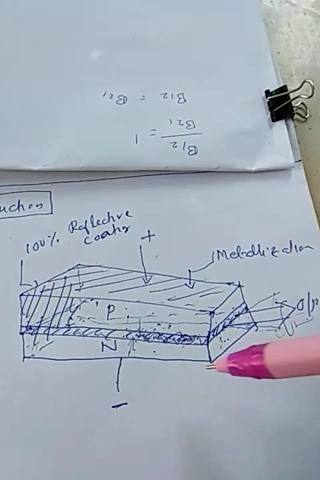 B12 = B21
B12
B21
= 1
uction
100% Reflective
coating
+
Metallization
P
N
O/p
-